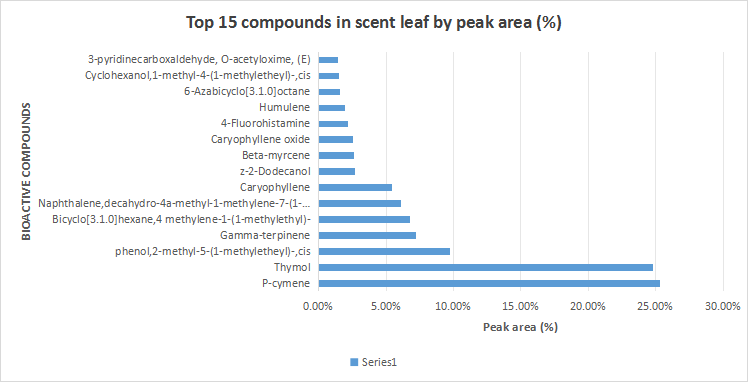 Top 15 compounds in scent leaf by peak area (%)
BIOACTIVE COMPOUNDS
3-pyridinecarboxaldehyde, O-acetyloxime, (E)
Cyclohexanol,1-methyl-4-(1-methyletheyl)-,cis
6-Azabicyclo[3.1.0]octane
Humulene
4-Fluorohistamine
Caryophyllene oxide
Beta-myrcene
z-2-Dodecanol
Caryophyllene
Naphthalene,decahydro-4a-methyl-1-methylene-7-(1-...
Bicyclo[3.1.0]hexane,4 methylene-1-(1-methylethyl)-
Gamma-terpinene
phenol,2-methyl-5-(1-methyletheyl)-,cis
Thymol
P-cymene
0.00% 5.00% 10.00% 15.00% 20.00% 25.00% 30.00%
Peak area (%)
Series1